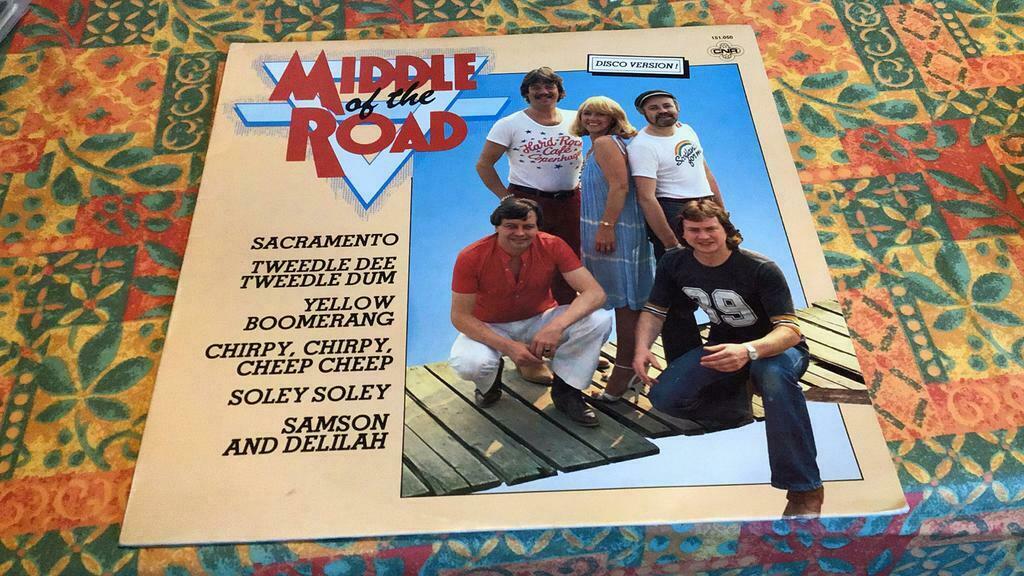 MIDDLE
of the
ROAD
DISCO VERSION!
151.050
CNR
SACRAMENTO
TWEEDLE DEE
TWEEDLE DUM
YELLOW
BOOMERANG
CHIRPY, CHIRPY,
CHEEP CHEEP
SOLEY SOLEY
SAMSON
AND DELILAH
Hard-Rock
Café
39